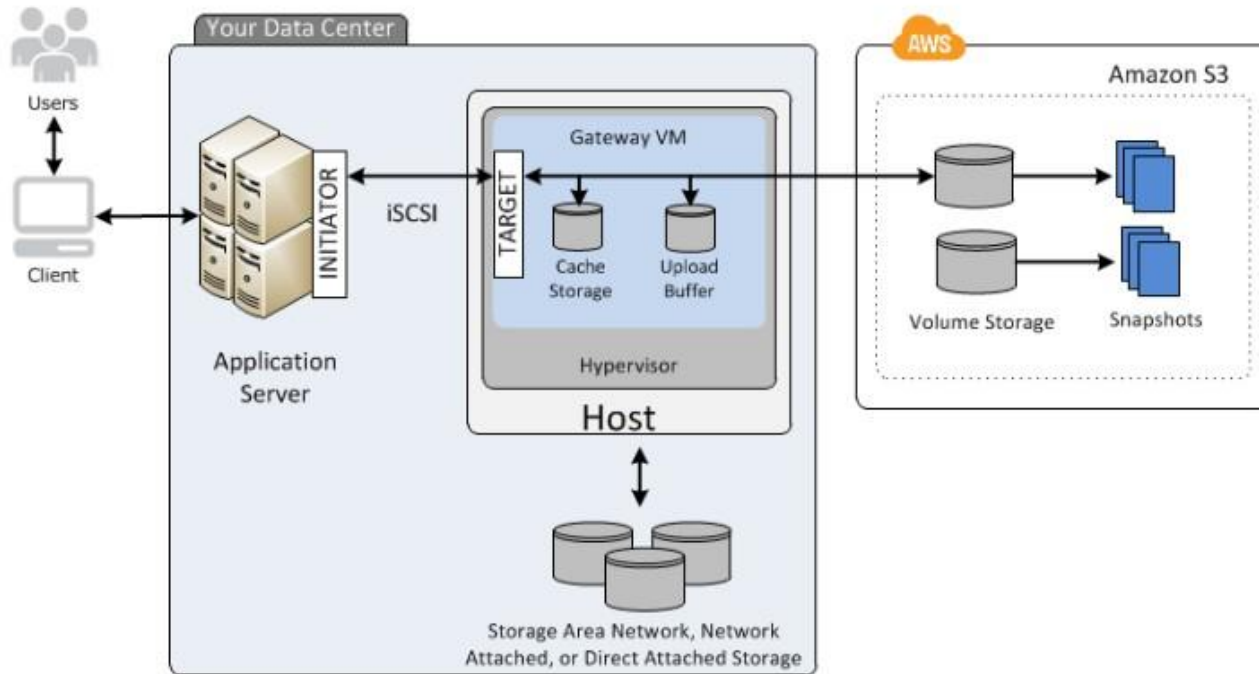 Your Data Center
AWS
Amazon S3
Users
Gateway VM
INITIATOR
TARGET
iSCSI
Client
Cache
Storage
Upload
Buffer
Volume Storage
Snapshots
Application
Server
Hypervisor
Host
Storage Area Network, Network
Attached, or Direct Attached Storage